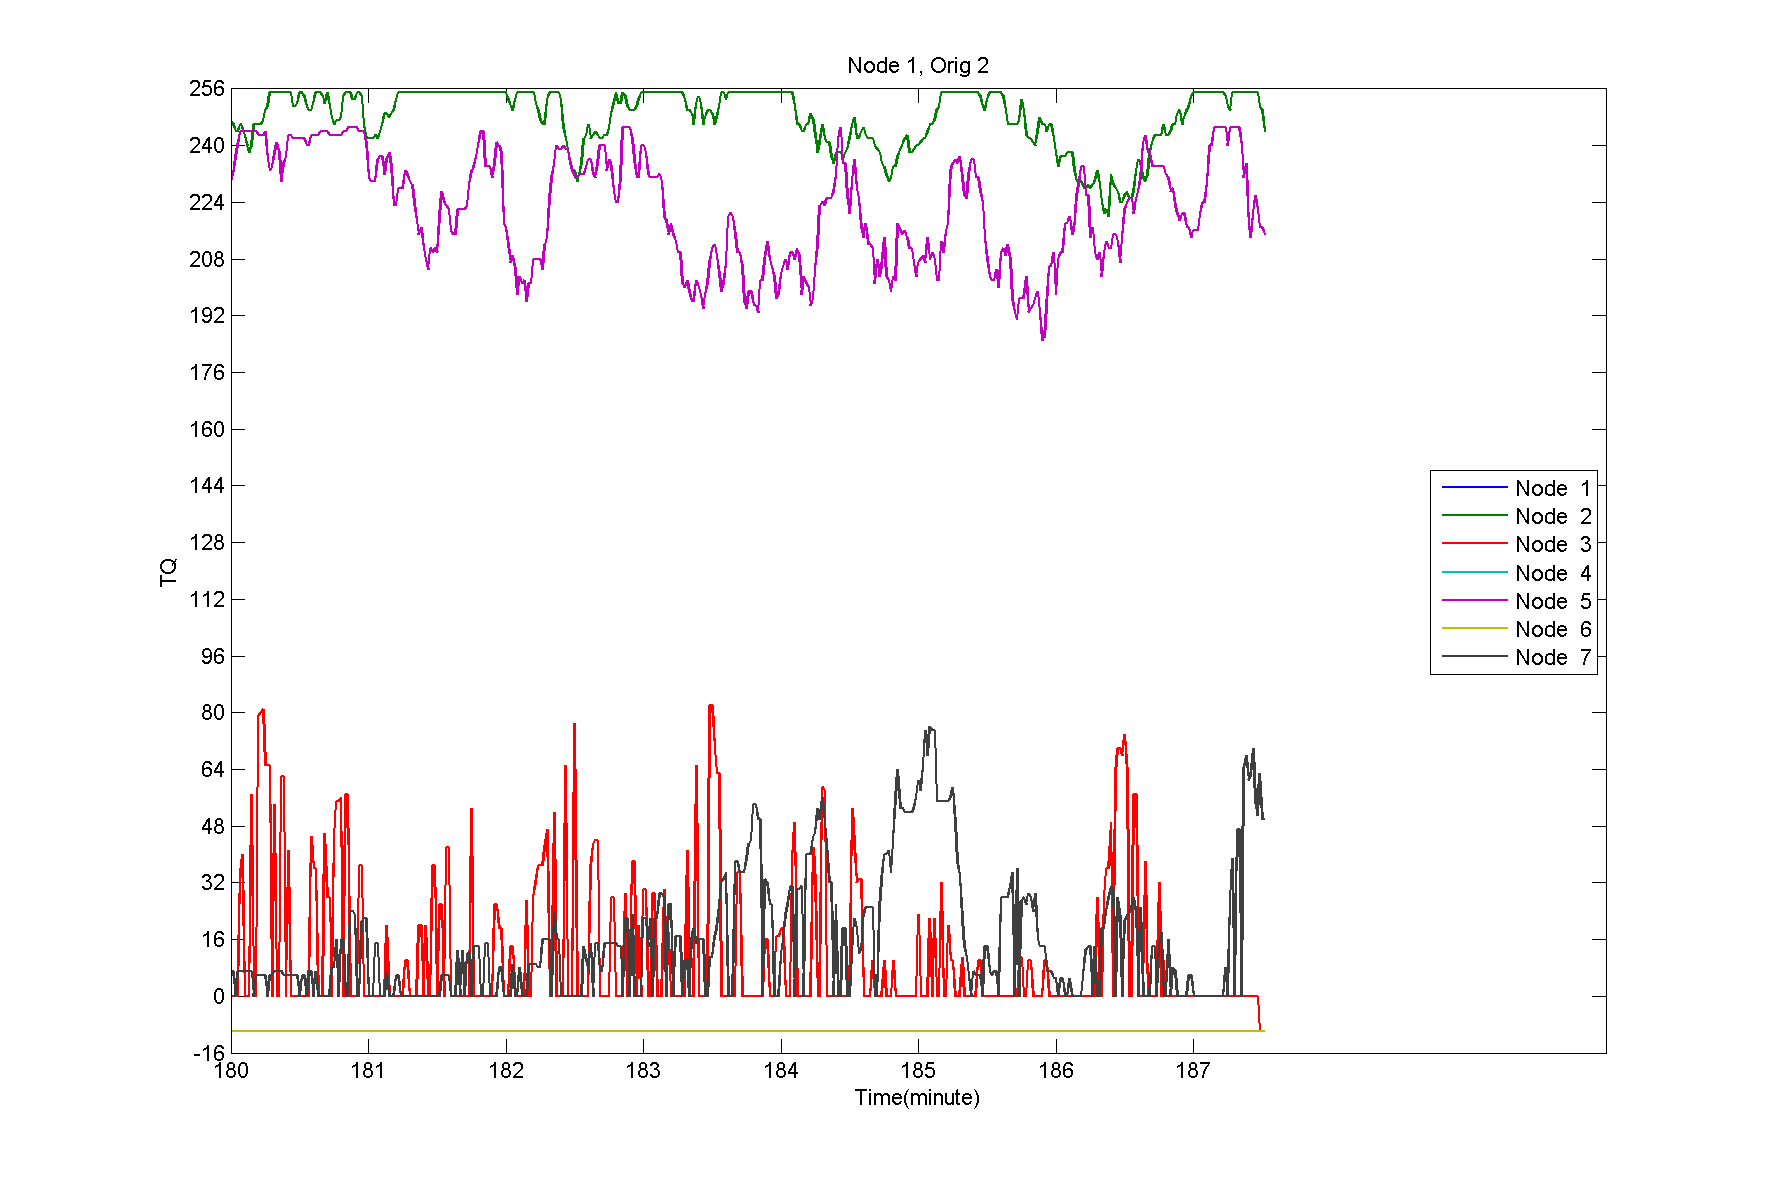 Node 1, Orig 2
256
240
224
208
192
176
160
144
128
112
96
80
64
48
32
16
0
-16
TQ
180 181 182 183 184 185 186 187
Time(minute)
Node 1
Node 2
Node 3
Node 4
Node 5
Node 6
Node 7